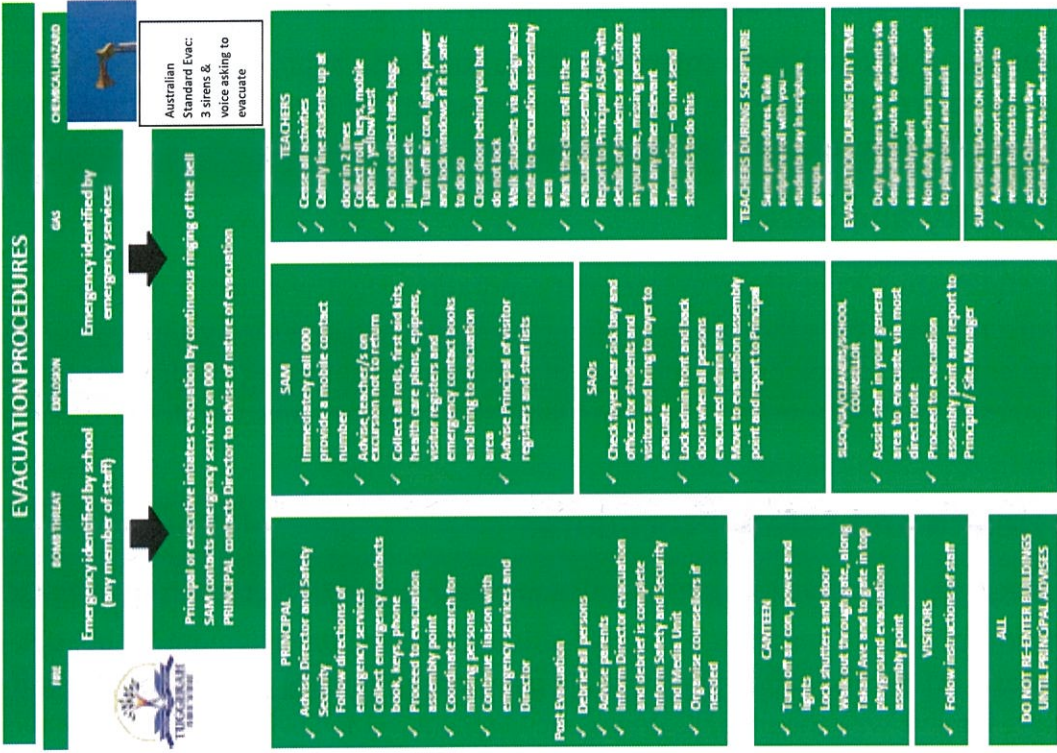 EVACUATION PROCEDURES
FIRE
BOMB THREAT
EXPLOSION
GAS
CHEMICAL HAZARD
Emergency identified by school
(any member of staff)
Emergency identified by
emergency services
TUGGERAH
Australian
Standard Evac:
3 sirens &
voice asking to
evacuate
Principal or executive initiates evacuation by continuous ringing of the bell
SAM contacts emergency services on 000
PRINCIPAL contacts Director to advise of nature of evacuation
PRINCIPAL
✓ Advise Director and Safety
Security
✓ Follow directions of
emergency services
✓ Collect emergency contacts
book, keys, phone
✓ Proceed to evacuation
assembly point
✓ Coordinate search for
missing persons
✓ Continue liaison with
emergency services and
Director
Post Evacuation
✓ Debrief all persons
✓ Advise parents
✓ Inform Director evacuation
and debrief is complete
✓ Inform Safety and Security
and Media Unit
✓ Organise counsellors if
needed
CANTEEN
✓ Turn off air con, power and
lights
✓ Lock shutters and door
✓ Walk out through gate, along
Ave and to gate in top
playground evacuation
assembly point
VISITORS
✓ Follow instructions of staff
ALL
DO NOT RE-ENTER BUILDINGS
UNTIL PRINCIPAL ADVISES
SAM
✓ Immediately call 000
provide a mobile contact
number
✓ Advise, teacher/s on
excursion not to return
✓ Collect all rolls, first aid kits,
health care plans, epipens,
visitor registers and
emergency contact books
and bring to evacuation
area
✓ Advise Principal of visitor
registers and staff lists
SAOs
✓ Check foyer near sick bay and
offices for students and
visitors and bring to foyer to
evacuate
✓ Lock admin front and back
doors when all persons
evacuated admin area
✓ Move to evacuation assembly
point and report to Principal
SLSOs/GA/CLEANERS/SCHOOL
COUNSELLOR
✓ Assist staff in your general
area to evacuate via most
direct route
✓ Proceed to evacuation
assembly point and report to
Principal / Site Manager
TEACHERS
✓ Cease all activities
✓ Calmly line students up at
door in 2 lines
✓ Collect roll, keys, mobile
phone, yellow vest
✓ Do not collect hats, bags,
jumpers etc.
✓ Turn off air con, lights, power
and lock windows if it is safe
to do so
✓ Close door behind you but
do not lock
✓ Walk students via designated
route to evacuation assembly
area
✓ Mark the class roll in the
evacuation assembly area
✓ Report to Principal ASAP with
details of students and visitors
in your care, missing persons
and any other relevant
information – do not send
students to do this
TEACHERS DURING SCRIPTURE
✓ Same procedures. Take
scripture roll with you –
students stay in scripture
groups.
EVACUATION DURING DUTY TIME
✓ Duty teachers take students via
designated route to evacuation
assembly point
✓ Non duty teachers must report
to playground and assist
SUPERVISING TEACHER ON EXCURSION
✓ Advise transport operator to
return students to nearest
school-Chittaway Bay
✓ Contact parents to collect students